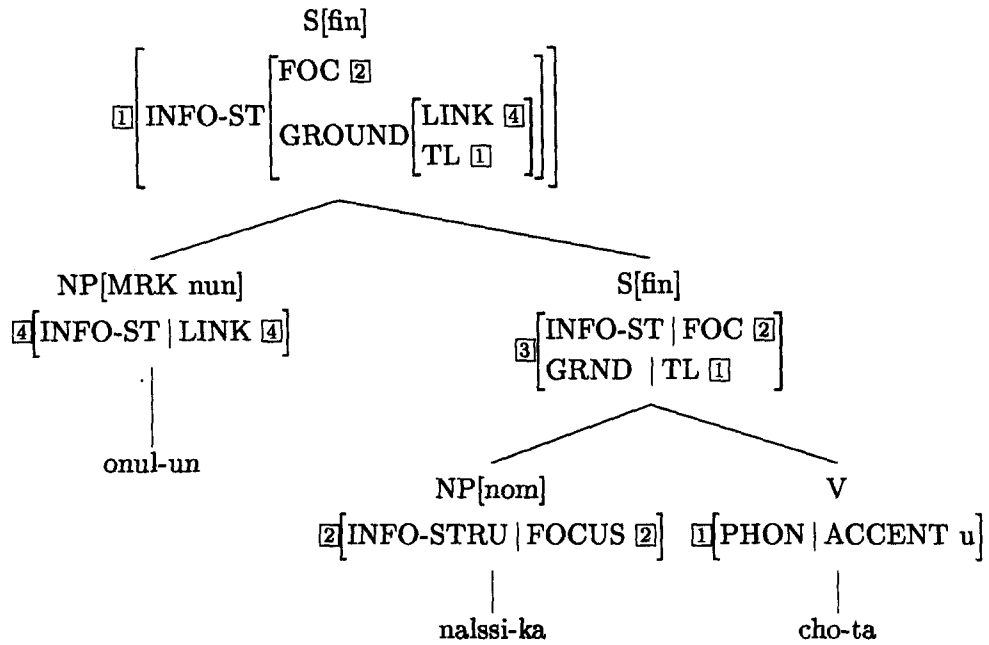 S[fin]
[1][INFO-ST[FOC [2]
GROUND[LINK [4]
TL [1]]]]
NP[MRK nun] S[fin]
[4][INFO-ST | LINK [4]] [3][INFO-ST | FOC [2]
GRND | TL [1]]
onul-un
NP[nom] V
[2][INFO-STRU | FOCUS [2]] [1][PHON | ACCENT u]
nalssi-ka cho-ta